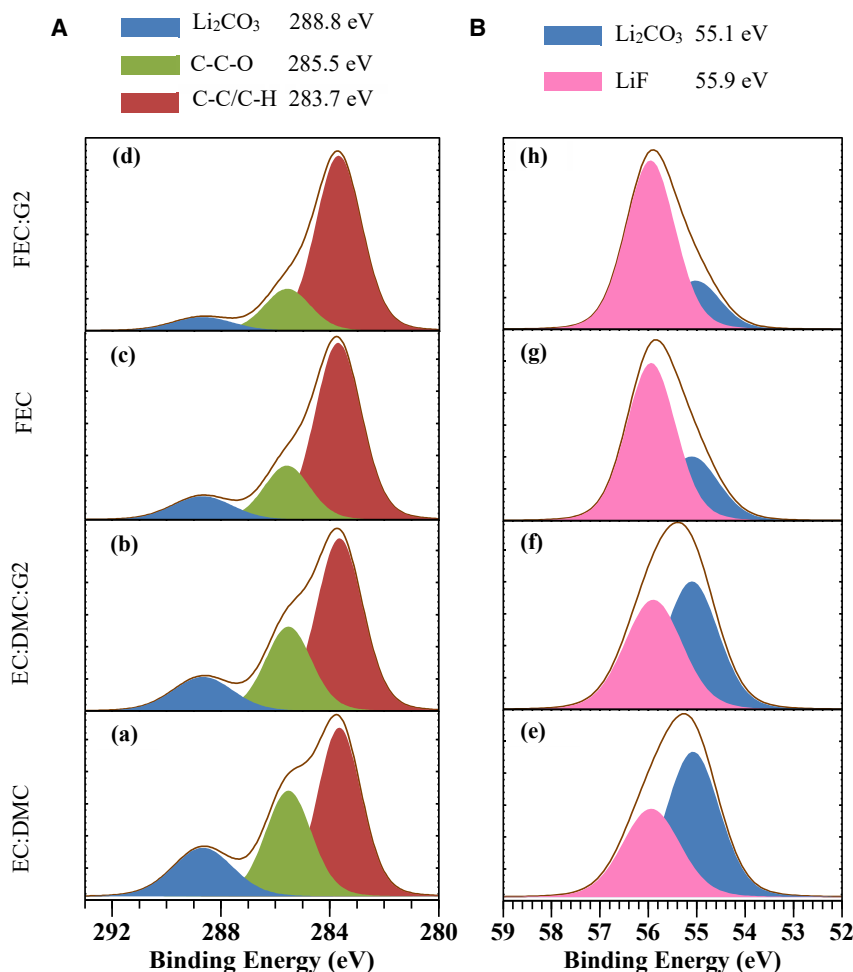 A
Li₂CO₃ 288.8 eV
C-C-O 285.5 eV
C-C/C-H 283.7 eV
B
Li₂CO₃ 55.1 eV
LiF 55.9 eV
FEC:G2
(d)
(h)
FEC
(c)
(g)
EC:DMC:G2
(b)
(f)
EC:DMC
(a)
(e)
292 288 284 280
Binding Energy (eV)
59 58 57 56 55 54 53 52
Binding Energy (eV)